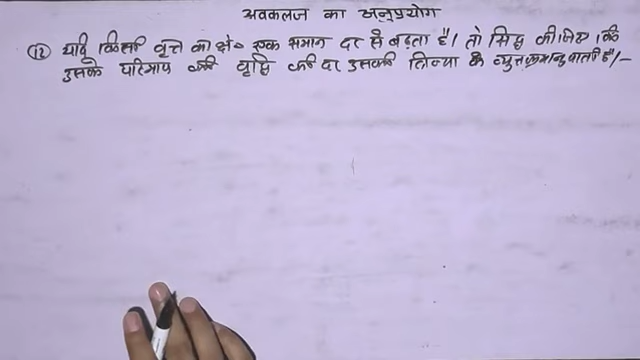 अवकलज का अनुप्रयोग
(12) यदि किसी वृत्त का क्षे० एक समान दर से बढ़ता है। तो सिद्ध कीजिए कि
उसके परिमाप की वृद्धि की दर उसकी त्रिज्या के व्युत्क्रमानुपाती है।-